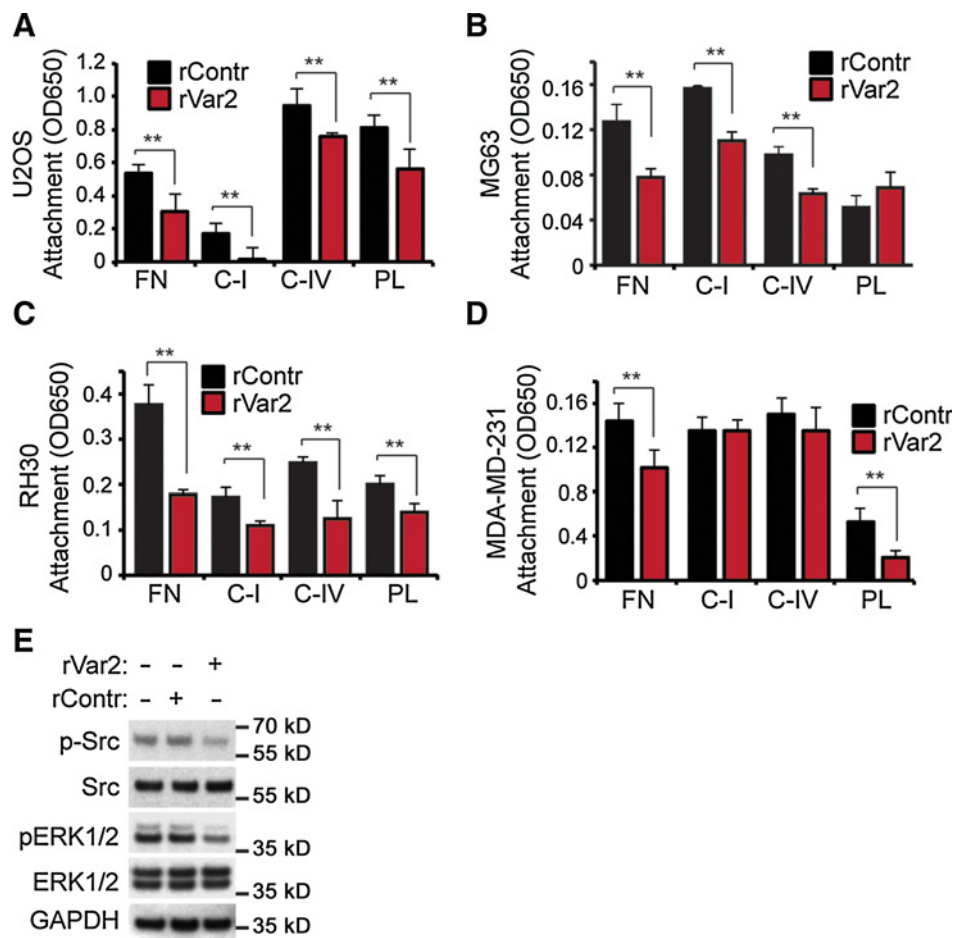 A
rContr
rVar2
U2OS
Attachment (OD650)
1.2
1.0
0.8
0.6
0.4
0.2
0
**
**
**
**
FN
C-I
C-IV
PL
B
rContr
rVar2
MG63
Attachment (OD650)
0.16
0.12
0.08
0.04
0
**
**
**
FN
C-I
C-IV
PL
C
rContr
rVar2
RH30
Attachment (OD650)
0.4
0.3
0.2
0.1
0
**
**
**
**
FN
C-I
C-IV
PL
D
rContr
rVar2
MDA-MD-231
Attachment (OD650)
0.16
0.12
0.8
0.4
0
**
**
FN
C-I
C-IV
PL
E
rVar2: - - +
rContr: - + -
p-Src
70 kD
55 kD
Src
55 kD
pERK1/2
35 kD
ERK1/2
35 kD
GAPDH
35 kD